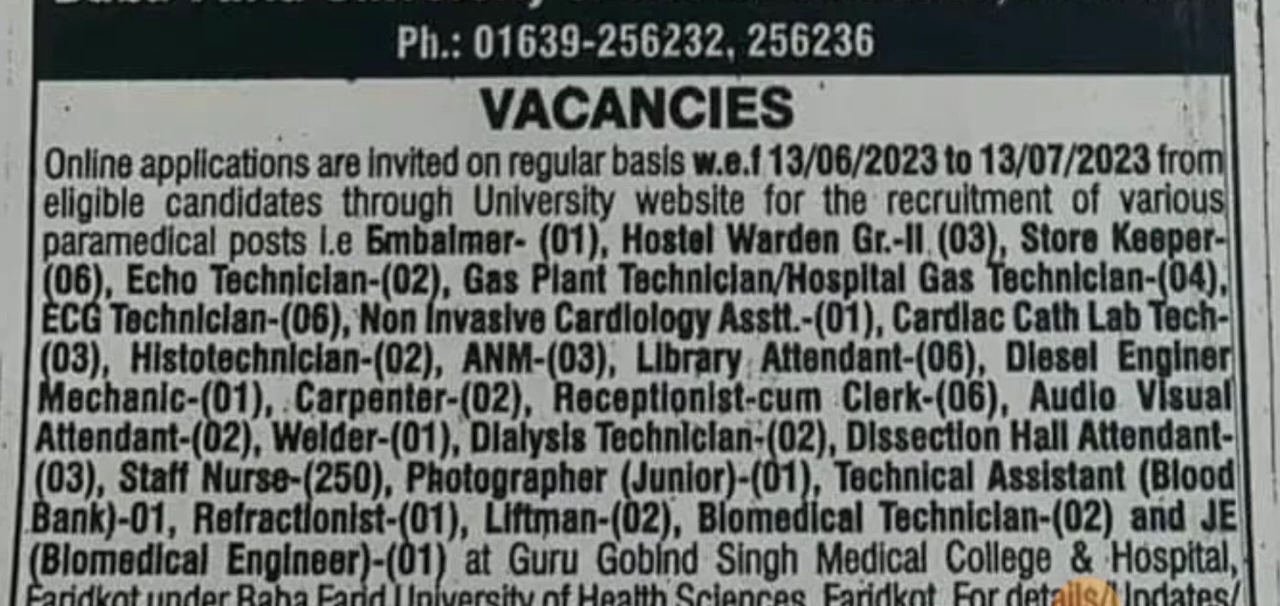 Baba Farid University
Ph.: 01639-256232, 256236
VACANCIES
Online applications are invited on regular basis w.e.f 13/06/2023 to 13/07/2023 from
eligible candidates through University website for the recruitment of various
paramedical posts i.e Embalmer- (01), Hostel Warden Gr.-II (03), Store Keeper-
(06), Echo Technician-(02), Gas Plant Technician/Hospital Gas Technician-(04),
ECG Technician-(06), Non Invasive Cardiology Asstt.-(01), Cardiac Cath Lab Tech-
(03), Histotechnician-(02), ANM-(03), Library Attendant-(06), Diesel Enginer
Mechanic-(01), Carpenter-(02), Receptionist-cum Clerk-(06), Audio Visual
Attendant-(02), Welder-(01), Dialysis Technician-(02), Dissection Hall Attendant-
(03), Staff Nurse-(250), Photographer (Junior)-(01), Technical Assistant (Blood
Bank)-01, Refractionist-(01), Liftman-(02), Biomedical Technician-(02) and JE
(Biomedical Engineer)-(01) at Guru Gobind Singh Medical College & Hospital,
Faridkot under Baba Farid University of Health Sciences, Faridkot. For details/ Updates/